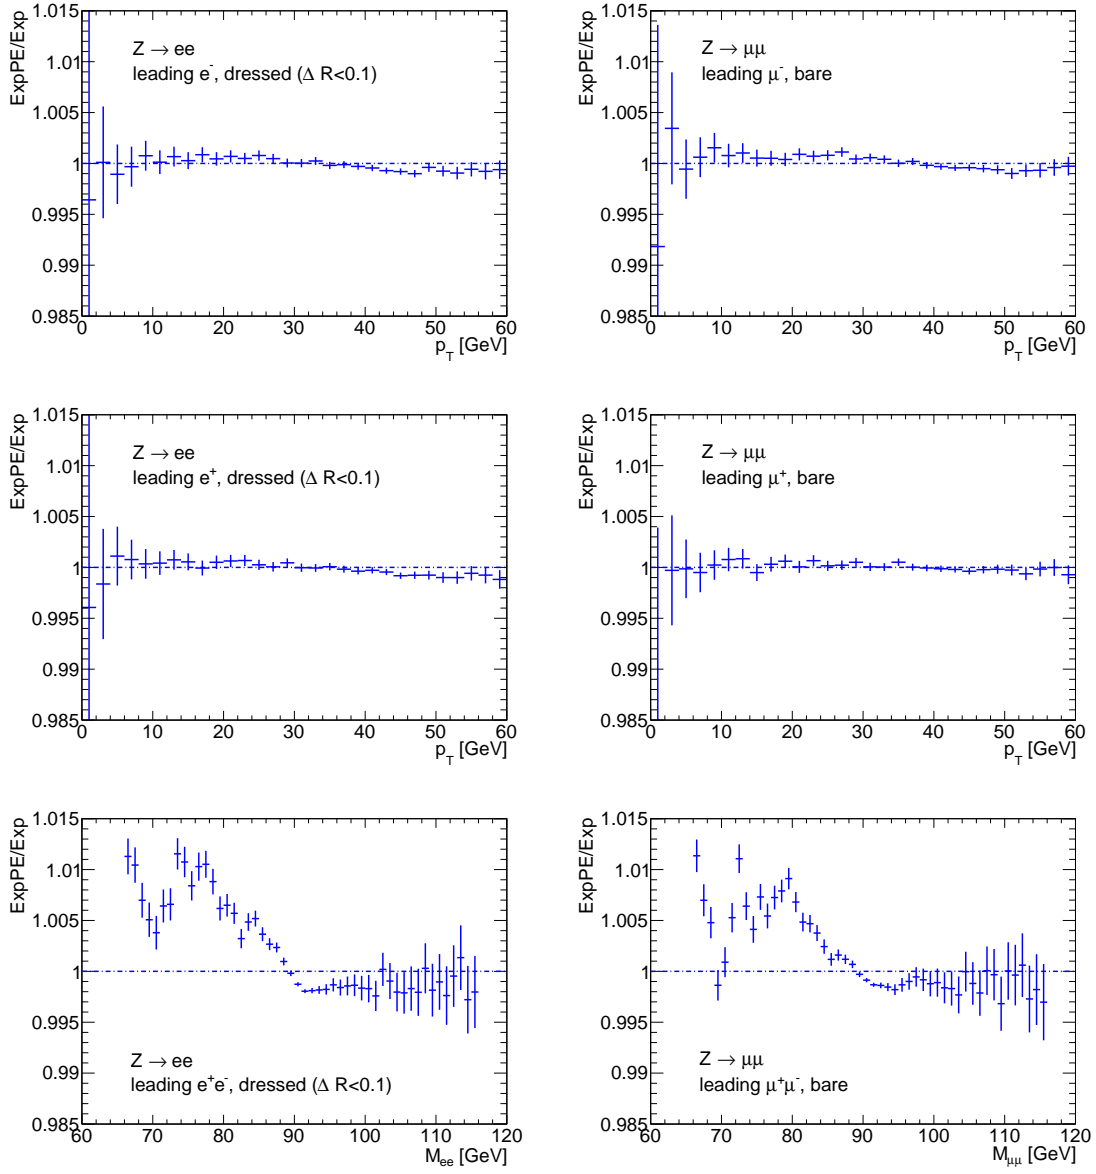 ExpPE/Exp
1.015
1.01
1.005
1
0.995
0.99
0.985
Z → ee
leading e⁻, dressed (Δ R<0.1)
0 10 20 30 40 50 60
p_T [GeV]
ExpPE/Exp
1.015
1.01
1.005
1
0.995
0.99
0.985
Z → μμ
leading μ⁻, bare
0 10 20 30 40 50 60
p_T [GeV]
ExpPE/Exp
1.015
1.01
1.005
1
0.995
0.99
0.985
Z → ee
leading e⁺, dressed (Δ R<0.1)
0 10 20 30 40 50 60
p_T [GeV]
ExpPE/Exp
1.015
1.01
1.005
1
0.995
0.99
0.985
Z → μμ
leading μ⁺, bare
0 10 20 30 40 50 60
p_T [GeV]
ExpPE/Exp
1.015
1.01
1.005
1
0.995
0.99
0.985
Z → ee
leading e⁺e⁻, dressed (Δ R<0.1)
60 70 80 90 100 110 120
M_ee [GeV]
ExpPE/Exp
1.015
1.01
1.005
1
0.995
0.99
0.985
Z → μμ
leading μ⁺μ⁻, bare
60 70 80 90 100 110 120
M_μμ [GeV]